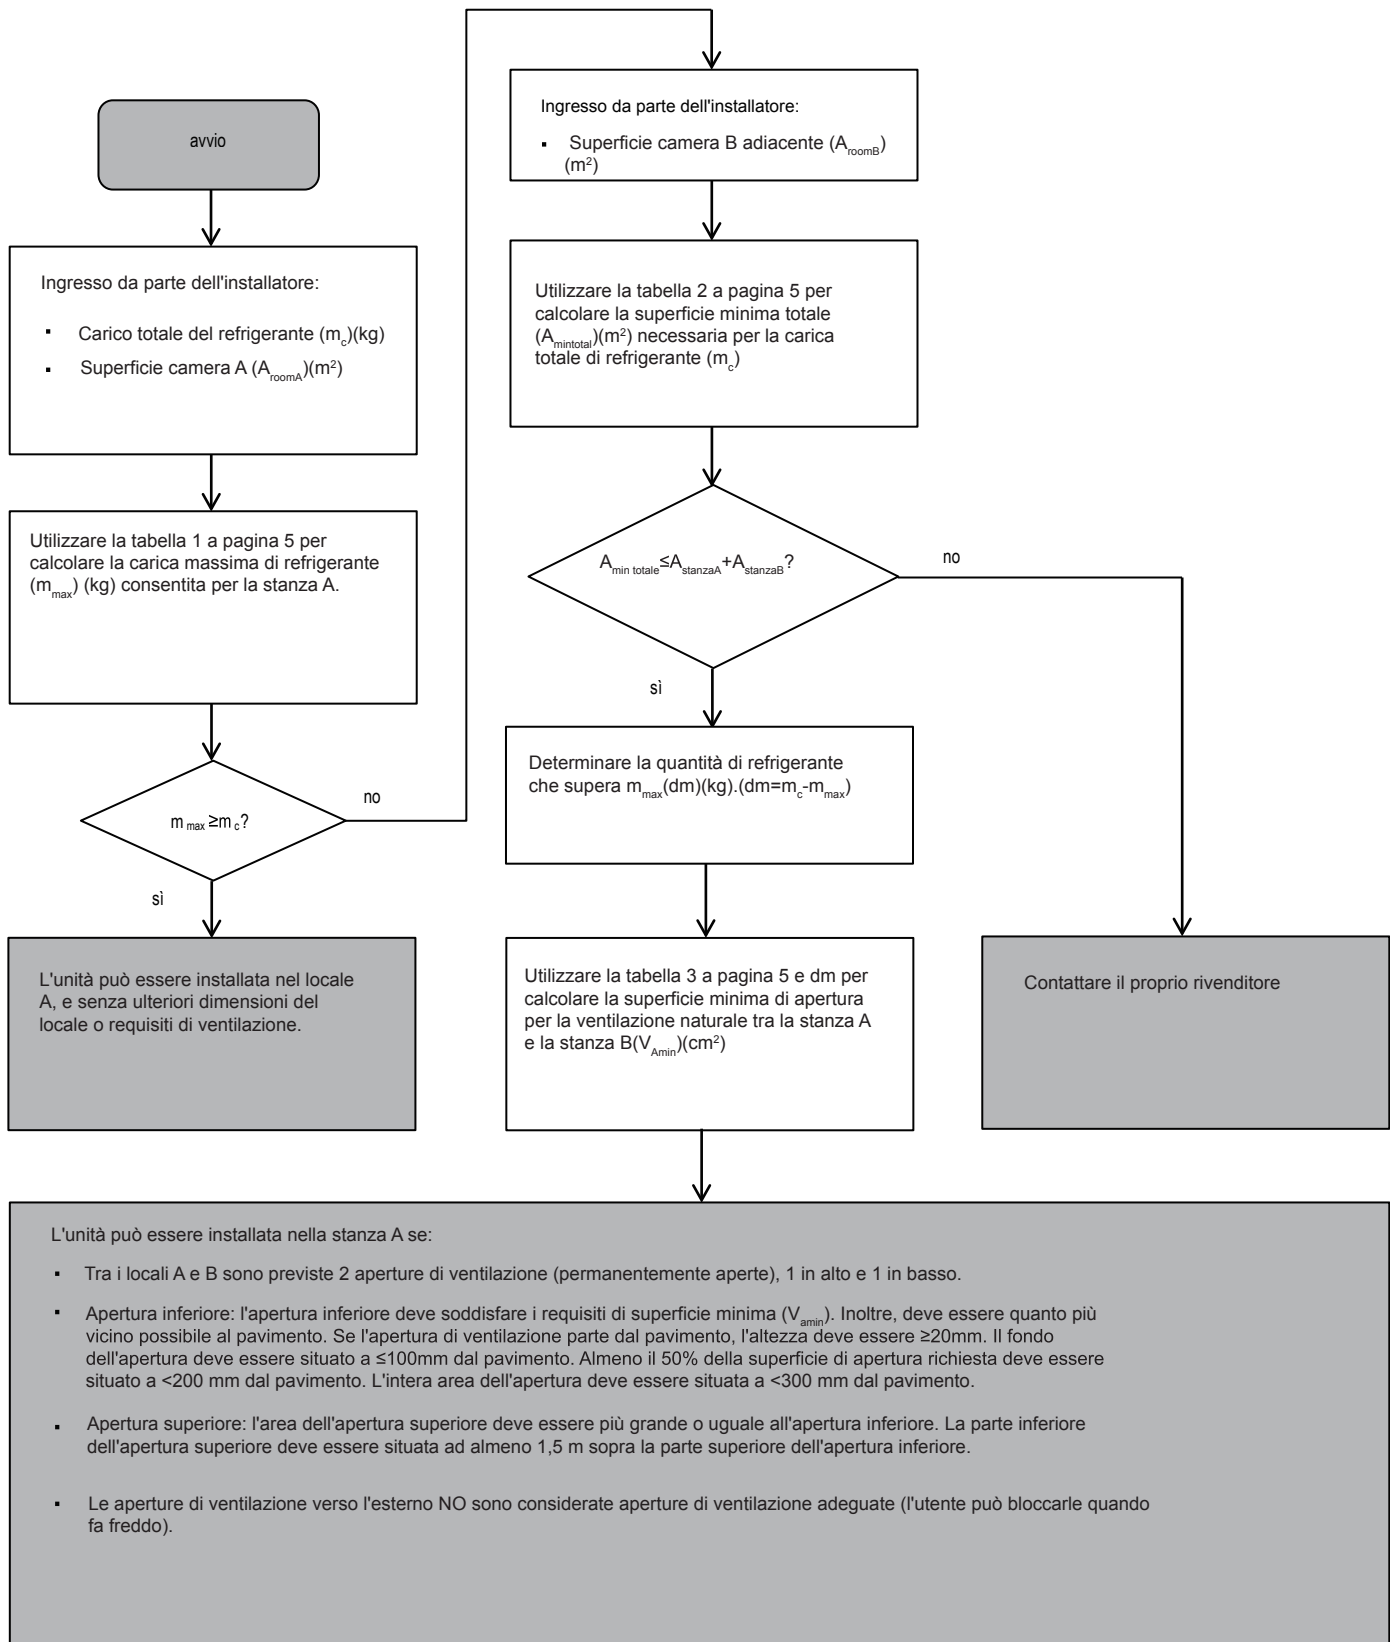 avvio
Ingresso da parte dell'installatore:
▪ Carico totale del refrigerante (mc)(kg)
▪ Superficie camera A (AroomA)(m²)
Utilizzare la tabella 1 a pagina 5 per
calcolare la carica massima di refrigerante
(mmax) (kg) consentita per la stanza A.
m max ≥m c?
no
sì
L'unità può essere installata nel locale
A, e senza ulteriori dimensioni del
locale o requisiti di ventilazione.
Ingresso da parte dell'installatore:
▪ Superficie camera B adiacente (AroomB)
(m²)
Utilizzare la tabella 2 a pagina 5 per
calcolare la superficie minima totale
(Amintotal)(m²) necessaria per la carica
totale di refrigerante (mc)
Amin totale≤AstanzaA+AstanzaB?
no
sì
Determinare la quantità di refrigerante
che supera mmax(dm)(kg).(dm=mc-mmax)
Utilizzare la tabella 3 a pagina 5 e dm per
calcolare la superficie minima di apertura
per la ventilazione naturale tra la stanza A
e la stanza B(VAmin)(cm²)
Contattare il proprio rivenditore
L'unità può essere installata nella stanza A se:
▪ Tra i locali A e B sono previste 2 aperture di ventilazione (permanentemente aperte), 1 in alto e 1 in basso.
▪ Apertura inferiore: l'apertura inferiore deve soddisfare i requisiti di superficie minima (Vamin). Inoltre, deve essere quanto più
vicino possibile al pavimento. Se l'apertura di ventilazione parte dal pavimento, l'altezza deve essere ≥20mm. Il fondo
dell'apertura deve essere situato a ≤100mm dal pavimento. Almeno il 50% della superficie di apertura richiesta deve essere
situato a <200 mm dal pavimento. L'intera area dell'apertura deve essere situata a <300 mm dal pavimento.
▪ Apertura superiore: l'area dell'apertura superiore deve essere più grande o uguale all'apertura inferiore. La parte inferiore
dell'apertura superiore deve essere situata ad almeno 1,5 m sopra la parte superiore dell'apertura inferiore.
▪ Le aperture di ventilazione verso l'esterno NO sono considerate aperture di ventilazione adeguate (l'utente può bloccarle quando
fa freddo).